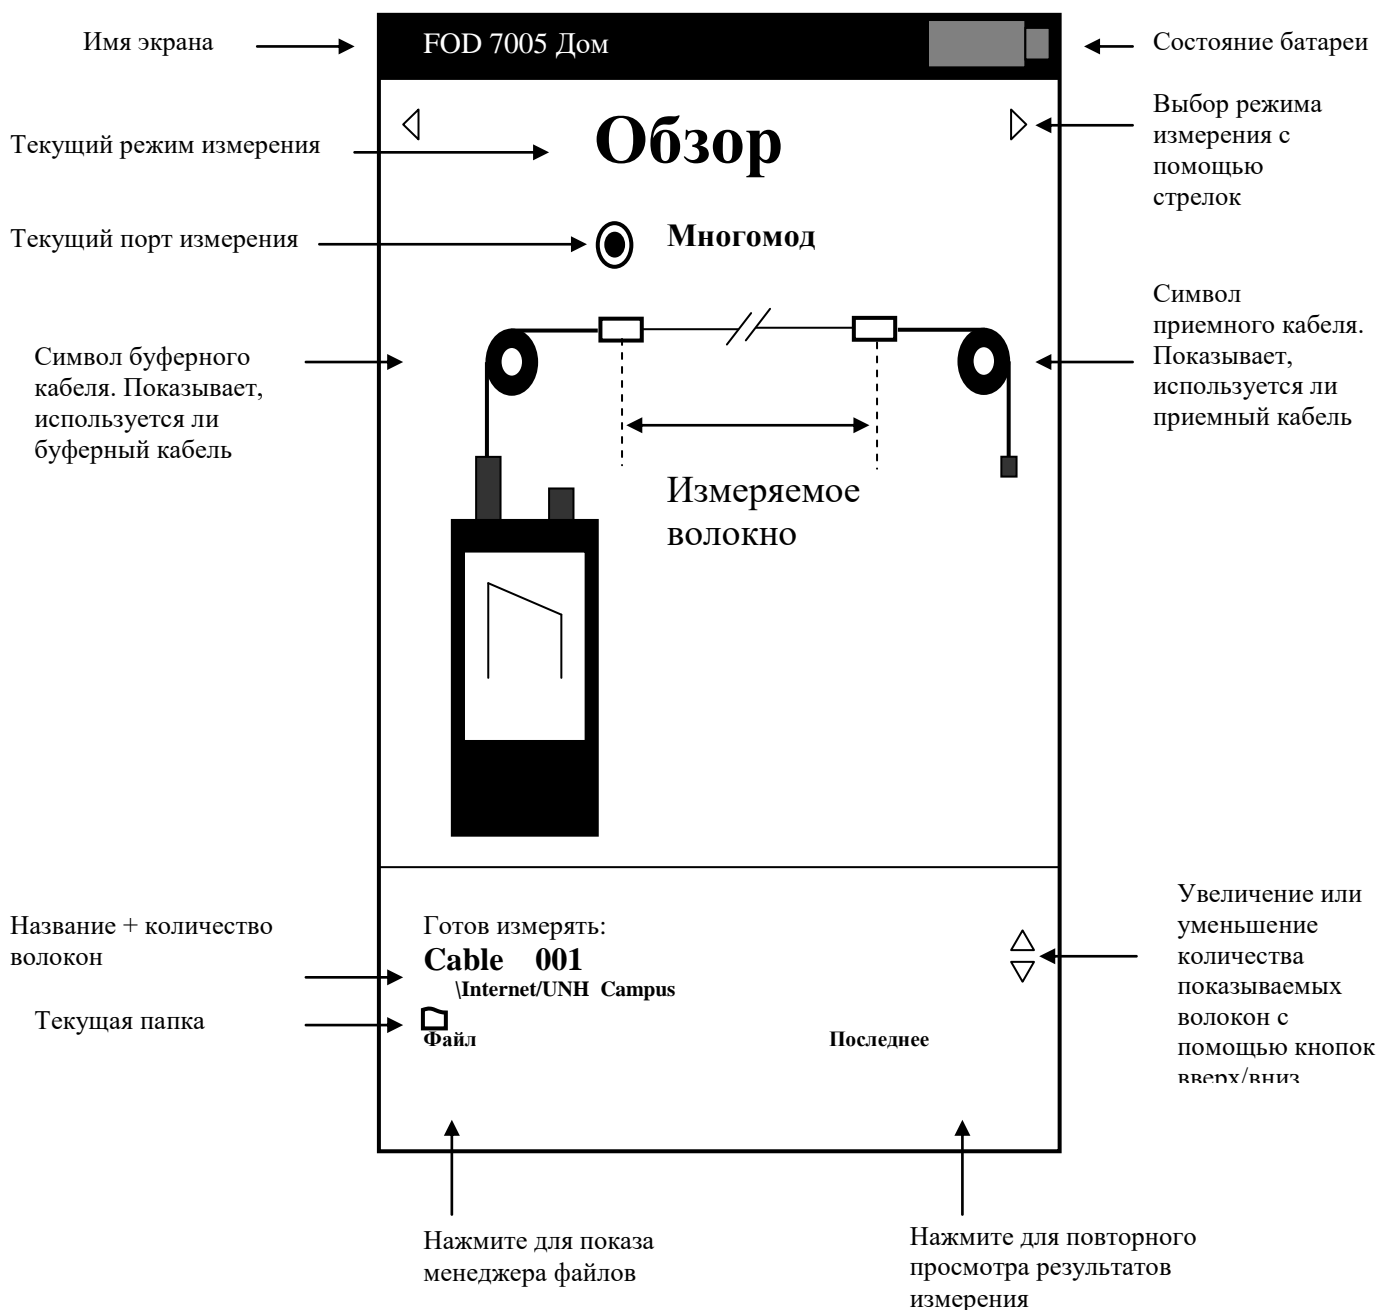 Имя экрана
FOD 7005 Дом
Состояние батареи
Текущий режим измерения
Обзор
Выбор режима
измерения с
помощью
стрелок
Текущий порт измерения
Многомод
Символ буферного
кабеля. Показывает,
используется ли
буферный кабель
Символ
приемного кабеля.
Показывает,
используется ли
приемный кабель
Измеряемое
волокно
Название + количество
волокон
Готов измерять:
Cable 001
\Internet/UNH Campus
Увеличение или
уменьшение
количества
показываемых
волокон с
помощью кнопок
вверх/вниз
Текущая папка
Файл
Последнее
Нажмите для показа
менеджера файлов
Нажмите для повторного
просмотра результатов
измерения